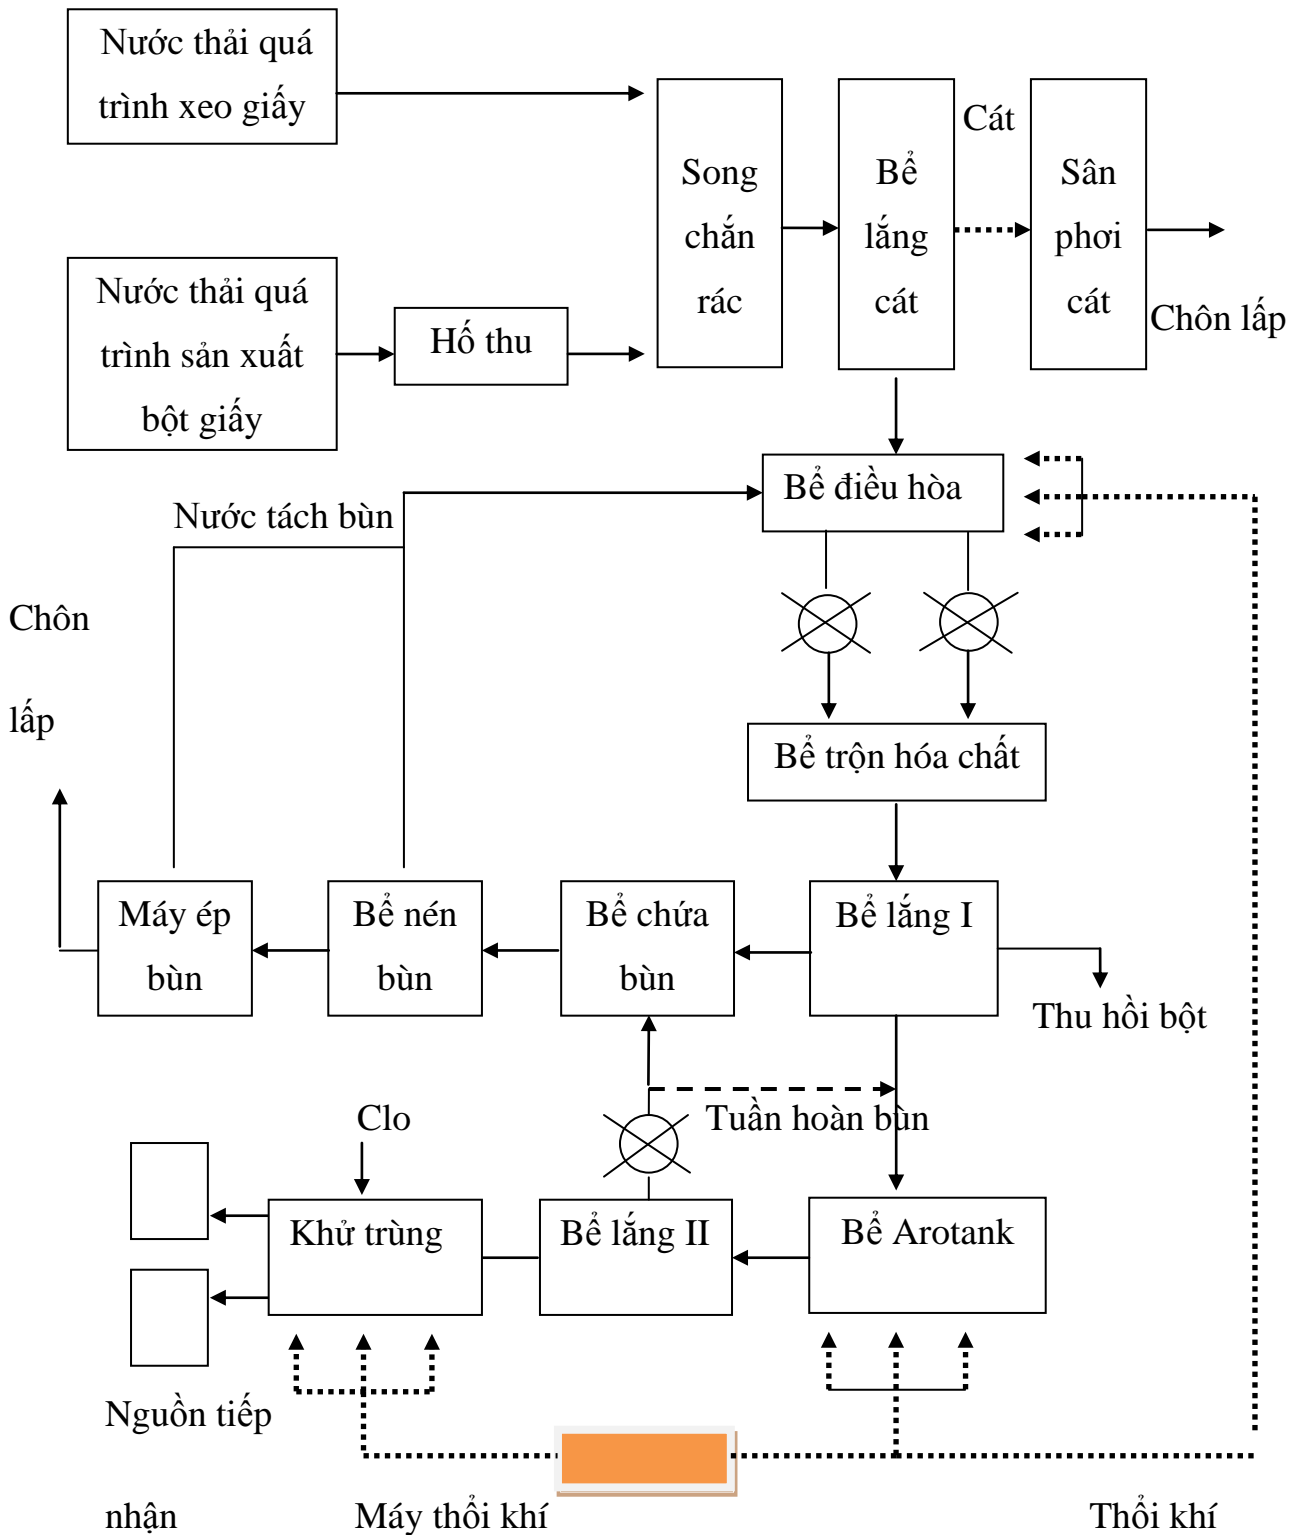 Nước thải quá
trình xeo giấy
Cát
Song
chắn
rác
Bể
lắng
cát
Sân
phơi
cát
Chôn lấp
Nước thải quá
trình sản xuất
bột giấy
Hố thu
Bể điều hòa
Nước tách bùn
Chôn
lấp
Bể trộn hóa chất
Máy ép
bùn
Bể nén
bùn
Bể chứa
bùn
Bể lắng I
Thu hồi bột
Tuần hoàn bùn
Clo
Khử trùng
Bể lắng II
Bể Arotank
Nguồn tiếp
nhận
Máy thổi khí
Thổi khí